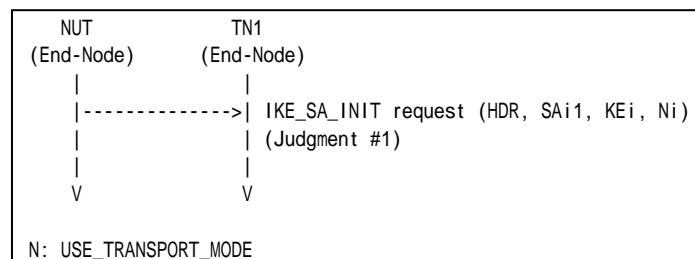 NUT TN1
(End-Node) (End-Node)
| |
|-------------->| IKE_SA_INIT request (HDR, SAi1, KEi, Ni)
| | (Judgment #1)
| |
V V
N: USE_TRANSPORT_MODE